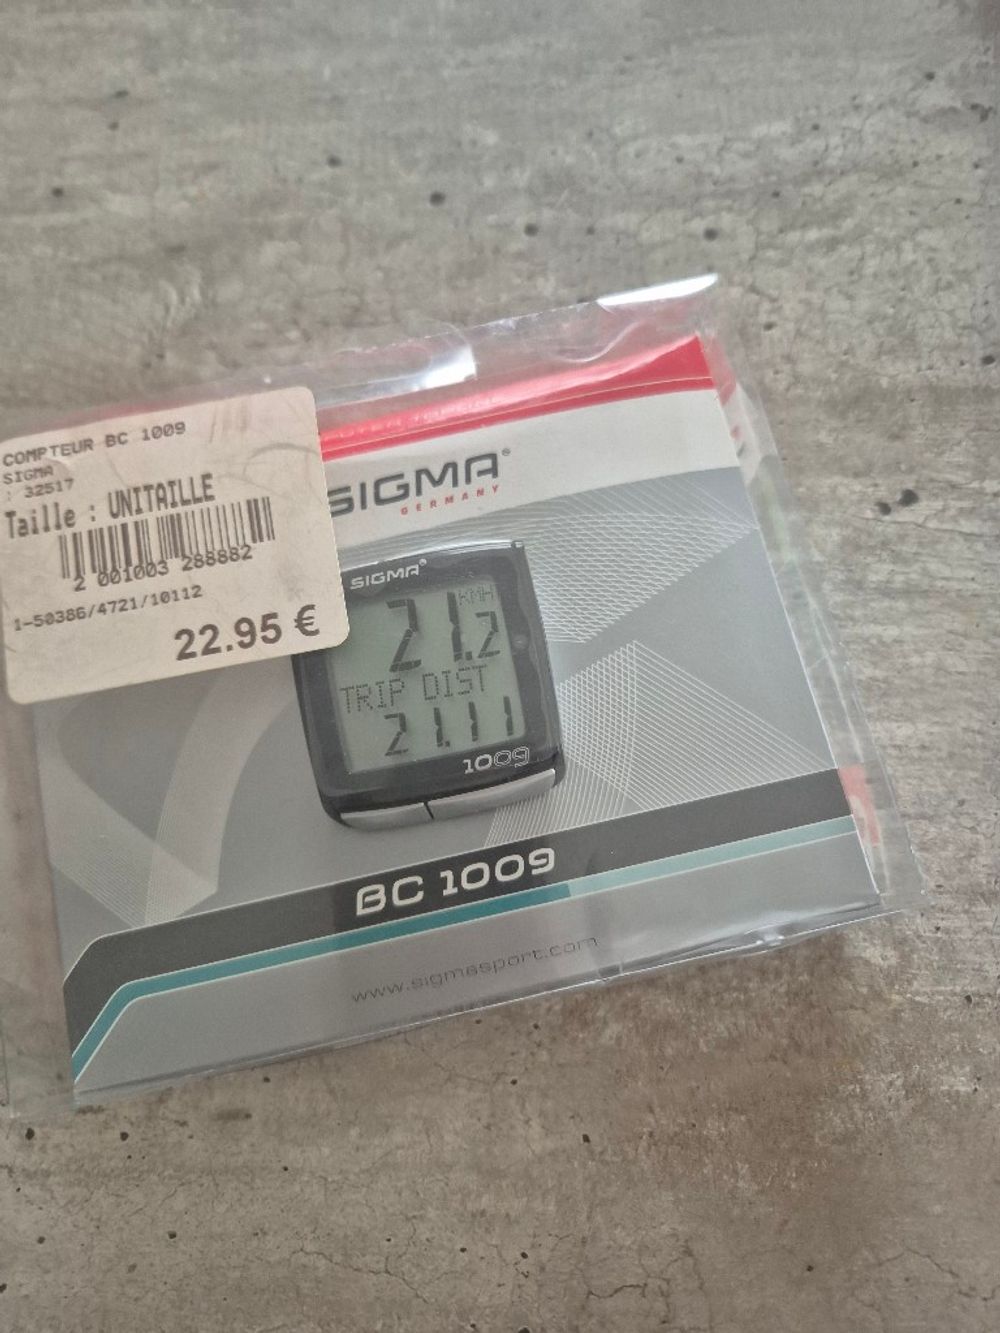 COMPTEUR BC 1009
SIGMA
: 32517
Taille : UNITAILLE
2 001003 288882
1-50386/4721/10112
22.95 €
SIGMA®
GERMANY
SIGMA®
KMH
21.2
TRIP DIST
21.11
1009
BC 1009
www.sigmasport.com